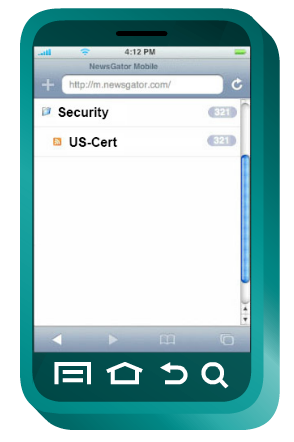 4:12 PM
NewsGator Mobile
http://m.newsgator.com/
Security 321
US-Cert 321